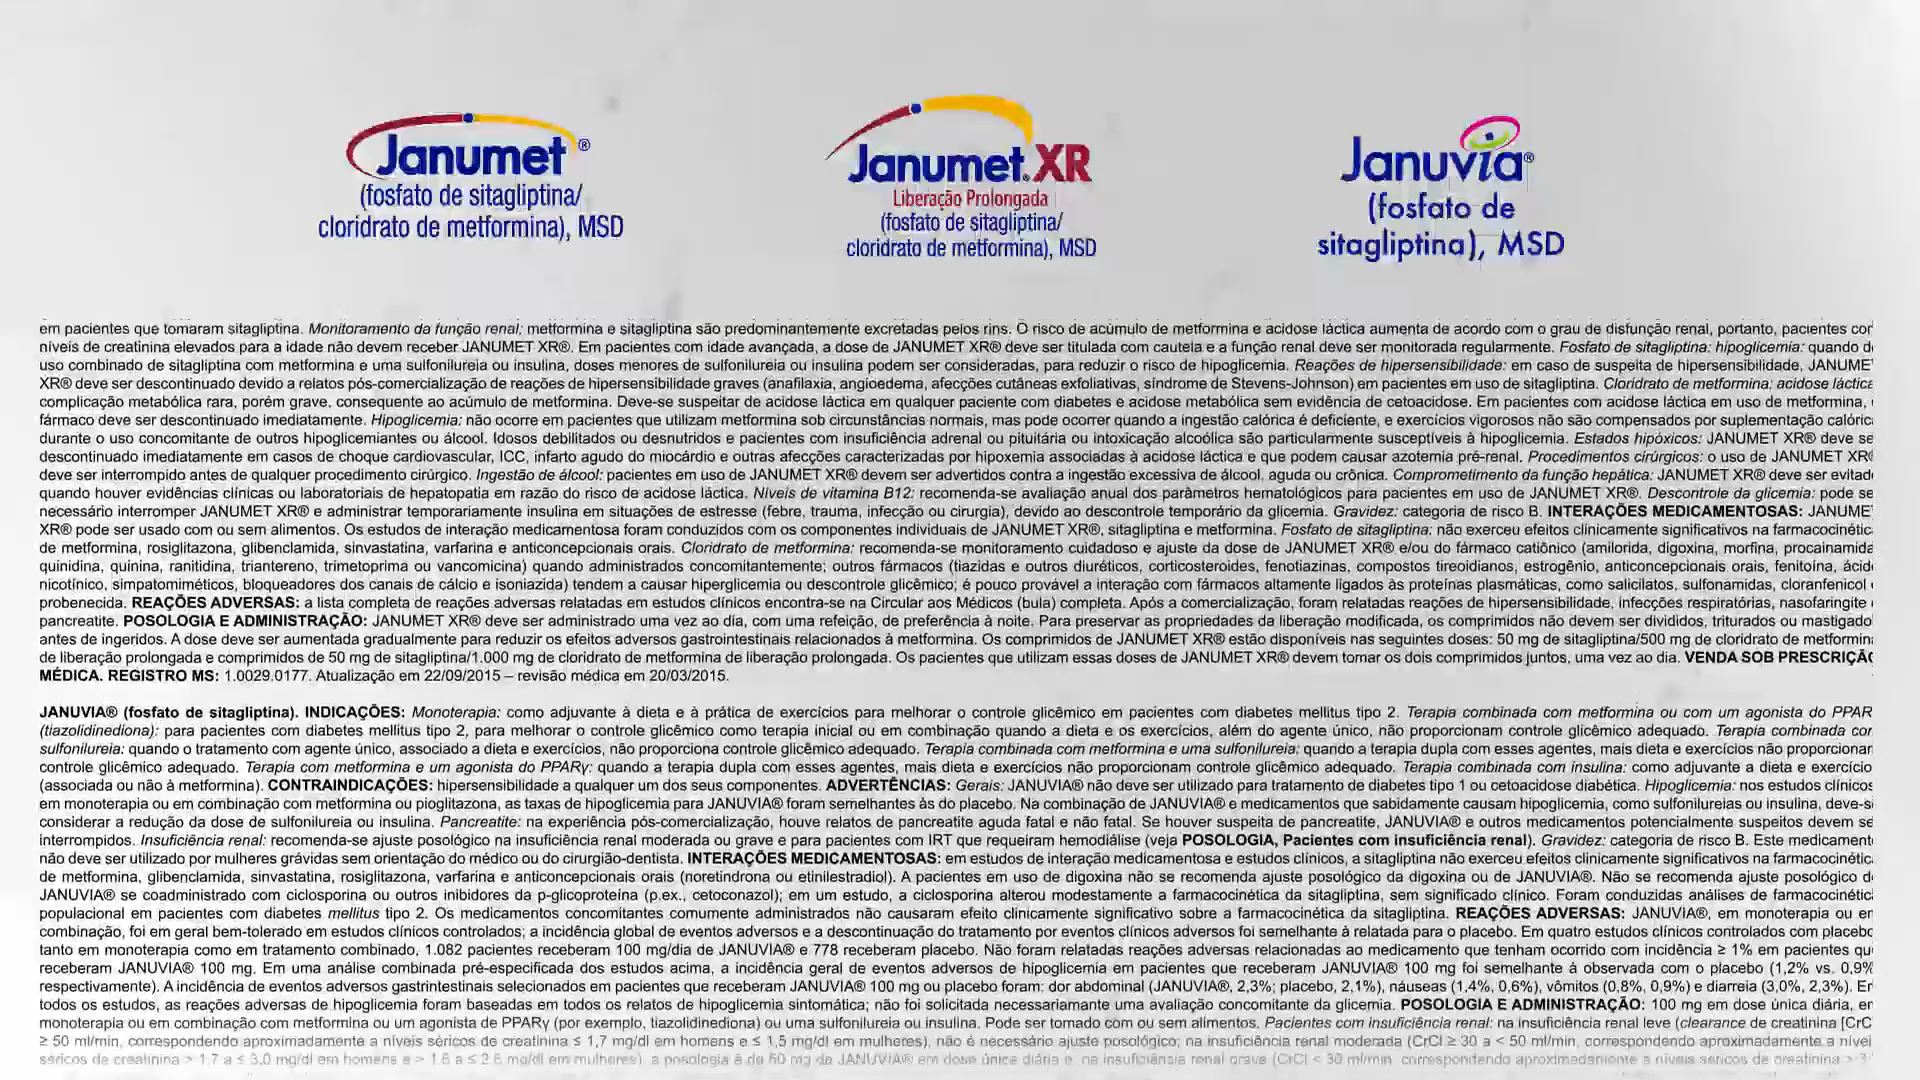 Janumet®
(fosfato de sitagliptina/
cloridrato de metformina), MSD
Janumet® XR
Liberação Prolongada
(fosfato de sitagliptina/
cloridrato de metformina), MSD
Januvia®
(fosfato de
sitagliptina), MSD
em pacientes que tomaram sitagliptina. Monitoramento da função renal: metformina e sitagliptina são predominantemente excretadas pelos rins. O risco de acúmulo de metformina e acidose láctica aumenta de acordo com o grau de disfunção renal, portanto, pacientes cor
níveis de creatinina elevados para a idade não devem receber JANUMET XR®. Em pacientes com idade avançada, a dose de JANUMET XR® deve ser titulada com cautela e a função renal deve ser monitorada regularmente. Fosfato de sitagliptina: hipoglicemia: quando d
uso combinado de sitagliptina com metformina e uma sulfonilureia ou insulina, doses menores de sulfonilureia ou insulina podem ser consideradas, para reduzir o risco de hipoglicemia. Reações de hipersensibilidade: em caso de suspeita de hipersensibilidade, JANUME
XR® deve ser descontinuado devido a relatos pós-comercialização de reações de hipersensibilidade graves (anafilaxia, angioedema, afecções cutâneas exfoliativas, síndrome de Stevens-Johnson) em pacientes em uso de sitagliptina. Cloridrato de metformina: acidose láctica
complicação metabólica rara, porém grave, consequente ao acúmulo de metformina. Deve-se suspeitar de acidose láctica em qualquer paciente com diabetes e acidose metabólica sem evidência de cetoacidose. Em pacientes com acidose láctica em uso de metformina,
fármaco deve ser descontinuado imediatamente. Hipoglicemia: não ocorre em pacientes que utilizam metformina sob circunstâncias normais, mas pode ocorrer quando a ingestão calórica é deficiente, e exercícios vigorosos não são compensados por suplementação calóric
durante o uso concomitante de outros hipoglicemiantes ou álcool. Idosos debilitados ou desnutridos e pacientes com insuficiência adrenal ou pituitária ou intoxicação alcoólica são particularmente susceptíveis à hipoglicemia. Estados hipóxicos: JANUMET XR® deve se
descontinuado imediatamente em casos de choque cardiovascular, ICC, infarto agudo do miocárdio e outras afecções caracterizadas por hipoxemia associadas à acidose láctica e que podem causar azotemia pré-renal. Procedimentos cirúrgicos: o uso de JANUMET XR
deve ser interrompido antes de qualquer procedimento cirúrgico. Ingestão de álcool: pacientes em uso de JANUMET XR® devem ser advertidos contra a ingestão excessiva de álcool, aguda ou crônica. Comprometimento da função hepática: JANUMET XR® deve ser evitad
quando houver evidências clínicas ou laboratoriais de hepatopatia em razão do risco de acidose láctica. Níveis de vitamina B12: recomenda-se avaliação anual dos parâmetros hematológicos para pacientes em uso de JANUMET XR®. Descontrole da glicemia: pode se
necessário interromper JANUMET XR® e administrar temporariamente insulina em situações de estresse (febre, trauma, infecção ou cirurgia), devido ao descontrole temporário da glicemia. Gravidez: categoria de risco B. INTERAÇÕES MEDICAMENTOSAS: JANUME
XR® pode ser usado com ou sem alimentos. Os estudos de interação medicamentosa foram conduzidos com os componentes individuais de JANUMET XR®, sitagliptina e metformina. Fosfato de sitagliptina: não exerceu efeitos clinicamente significativos na farmacocinétic
de metformina, rosiglitazona, glibenclamida, sinvastatina, varfarina e anticoncepcionais orais. Cloridrato de metformina: recomenda-se monitoramento cuidadoso e ajuste da dose de JANUMET XR® e/ou do fármaco catiônico (amilorida, digoxina, morfina, procainamida
quinidina, quinina, ranitidina, triantereno, trimetoprima ou vancomicina) quando administrados concomitantemente; outros fármacos (tiazidas e outros diuréticos, corticosteroides, fenotiazinas, compostos tireoidianos, estrogênio, anticoncepcionais orais, fenitoína, ácid
nicotínico, simpatomiméticos, bloqueadores dos canais de cálcio e isoniazida) tendem a causar hiperglicemia ou descontrole glicêmico; é pouco provável a interação com fármacos altamente ligados às proteínas plasmáticas, como salicilatos, sulfonamidas, cloranfenicol
probenecida. REAÇÕES ADVERSAS: a lista completa de reações adversas relatadas em estudos clínicos encontra-se na Circular aos Médicos (bula) completa. Após a comercialização, foram relatadas reações de hipersensibilidade, infecções respiratórias, nasofaringite
pancreatite. POSOLOGIA E ADMINISTRAÇÃO: JANUMET XR® deve ser administrado uma vez ao dia, com uma refeição, de preferência à noite. Para preservar as propriedades da liberação modificada, os comprimidos não devem ser divididos, triturados ou mastigado
antes de ingeridos. A dose deve ser aumentada gradualmente para reduzir os efeitos adversos gastrointestinais relacionados à metformina. Os comprimidos de JANUMET XR® estão disponíveis nas seguintes doses: 50 mg de sitagliptina/500 mg de cloridrato de metformin
de liberação prolongada e comprimidos de 50 mg de sitagliptina/1.000 mg de cloridrato de metformina de liberação prolongada. Os pacientes que utilizam essas doses de JANUMET XR® devem tomar os dois comprimidos juntos, uma vez ao dia. VENDA SOB PRESCRIÇÃ
MÉDICA. REGISTRO MS: 1.0029.0177. Atualização em 22/09/2015 – revisão médica em 20/03/2015.
JANUVIA® (fosfato de sitagliptina). INDICAÇÕES: Monoterapia: como adjuvante à dieta e à prática de exercícios para melhorar o controle glicêmico em pacientes com diabetes mellitus tipo 2. Terapia combinada com metformina ou com um agonista do PPAR
(tiazolidinediona): para pacientes com diabetes mellitus tipo 2, para melhorar o controle glicêmico como terapia inicial ou em combinação quando a dieta e os exercícios, além do agente único, não proporcionam controle glicêmico adequado. Terapia combinada cor
sulfonilureia: quando o tratamento com agente único, associado a dieta e exercícios, não proporciona controle glicêmico adequado. Terapia combinada com metformina e uma sulfonilureia: quando a terapia dupla com esses agentes, mais dieta e exercícios não proporcionar
controle glicêmico adequado. Terapia com metformina e um agonista do PPARγ: quando a terapia dupla com esses agentes, mais dieta e exercícios não proporcionam controle glicêmico adequado. Terapia combinada com insulina: como adjuvante a dieta e exercício
(associada ou não à metformina). CONTRAINDICAÇÕES: hipersensibilidade a qualquer um dos seus componentes. ADVERTÊNCIAS: Gerais: JANUVIA® não deve ser utilizado para tratamento de diabetes tipo 1 ou cetoacidose diabética. Hipoglicemia: nos estudos clínicos
em monoterapia ou em combinação com metformina ou pioglitazona, as taxas de hipoglicemia para JANUVIA® foram semelhantes às do placebo. Na combinação de JANUVIA® e medicamentos que sabidamente causam hipoglicemia, como sulfonilureias ou insulina, deve-s
considerar a redução da dose de sulfonilureia ou insulina. Pancreatite: na experiência pós-comercialização, houve relatos de pancreatite aguda fatal e não fatal. Se houver suspeita de pancreatite, JANUVIA® e outros medicamentos potencialmente suspeitos devem se
interrompidos. Insuficiência renal: recomenda-se ajuste posológico na insuficiência renal moderada ou grave e para pacientes com IRT que requeiram hemodiálise (veja POSOLOGIA, Pacientes com insuficiência renal). Gravidez: categoria de risco B. Este medicament
não deve ser utilizado por mulheres grávidas sem orientação do médico ou do cirurgião-dentista. INTERAÇÕES MEDICAMENTOSAS: em estudos de interação medicamentosa e estudos clínicos, a sitagliptina não exerceu efeitos clinicamente significativos na farmacocinétic
de metformina, glibenclamida, sinvastatina, rosiglitazona, varfarina e anticoncepcionais orais (noretindrona ou etinilestradiol). A pacientes em uso de digoxina não se recomenda ajuste posológico da digoxina ou de JANUVIA®. Não se recomenda ajuste posológico d
JANUVIA® se coadministrado com ciclosporina ou outros inibidores da p-glicoproteína (p.ex., cetoconazol); em um estudo, a ciclosporina alterou modestamente a farmacocinética da sitagliptina, sem significado clínico. Foram conduzidas análises de farmacocinétic
populacional em pacientes com diabetes mellitus tipo 2. Os medicamentos concomitantes comumente administrados não causaram efeito clinicamente significativo sobre a farmacocinética da sitagliptina. REAÇÕES ADVERSAS: JANUVIA®, em monoterapia ou er
combinação, foi em geral bem-tolerado em estudos clínicos controlados; a incidência global de eventos adversos e a descontinuação do tratamento por eventos clínicos adversos foi semelhante à relatada para o placebo. Em quatro estudos clínicos controlados com placebo
tanto em monoterapia como em tratamento combinado, 1.082 pacientes receberam 100 mg/dia de JANUVIA® e 778 receberam placebo. Não foram relatadas reações adversas relacionadas ao medicamento que tenham ocorrido com incidência ≥ 1% em pacientes qu
receberam JANUVIA® 100 mg. Em uma análise combinada pré-especificada dos estudos acima, a incidência geral de eventos adversos de hipoglicemia em pacientes que receberam JANUVIA® 100 mg foi semelhante à observada com o placebo (1,2% vs. 0,9%
respectivamente). A incidência de eventos adversos gastrintestinais selecionados em pacientes que receberam JANUVIA® 100 mg ou placebo foram: dor abdominal (JANUVIA®, 2,3%; placebo, 2,1%), náuseas (1,4%, 0,6%), vômitos (0,8%, 0,9%) e diarreia (3,0%, 2,3%). Er
todos os estudos, as reações adversas de hipoglicemia foram baseadas em todos os relatos de hipoglicemia sintomática; não foi solicitada necessariamente uma avaliação concomitante da glicemia. POSOLOGIA E ADMINISTRAÇÃO: 100 mg em dose única diária, er
monoterapia ou em combinação com metformina ou um agonista de PPARγ (por exemplo, tiazolidinediona) ou uma sulfonilureia ou insulina. Pode ser tomado com ou sem alimentos. Pacientes com insuficiência renal: na insuficiência renal leve (clearance de creatinina [CrC
≥ 50 ml/min, correspondendo aproximadamente a níveis séricos de creatinina ≤ 1,7 mg/dl em homens e ≤ 1,5 mg/dl em mulheres), não é necessário ajuste posológico; na insuficiência renal moderada (CrCl ≥ 30 a < 50 ml/min, correspondendo aproximadamente a nívei
séricos de creatinina > 1,7 a ≤ 3,0 mg/dl em homens e > 1,5 a ≤ 2,5 mg/dl em mulheres), a posologia é de 50 mg de JANUVIA® em dose única diária e, na insuficiência renal grave (CrCl < 30 ml/min, correspondendo aproximadamente a níveis séricos de creatinina > 3